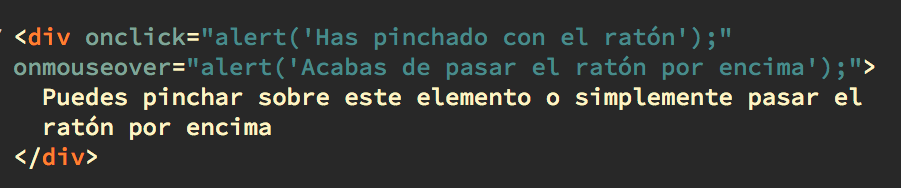 <div onclick="alert('Has pinchado con el ratón');"
onmouseover="alert('Acabas de pasar el ratón por encima');">
Puedes pinchar sobre este elemento o simplemente pasar el
ratón por encima
</div>